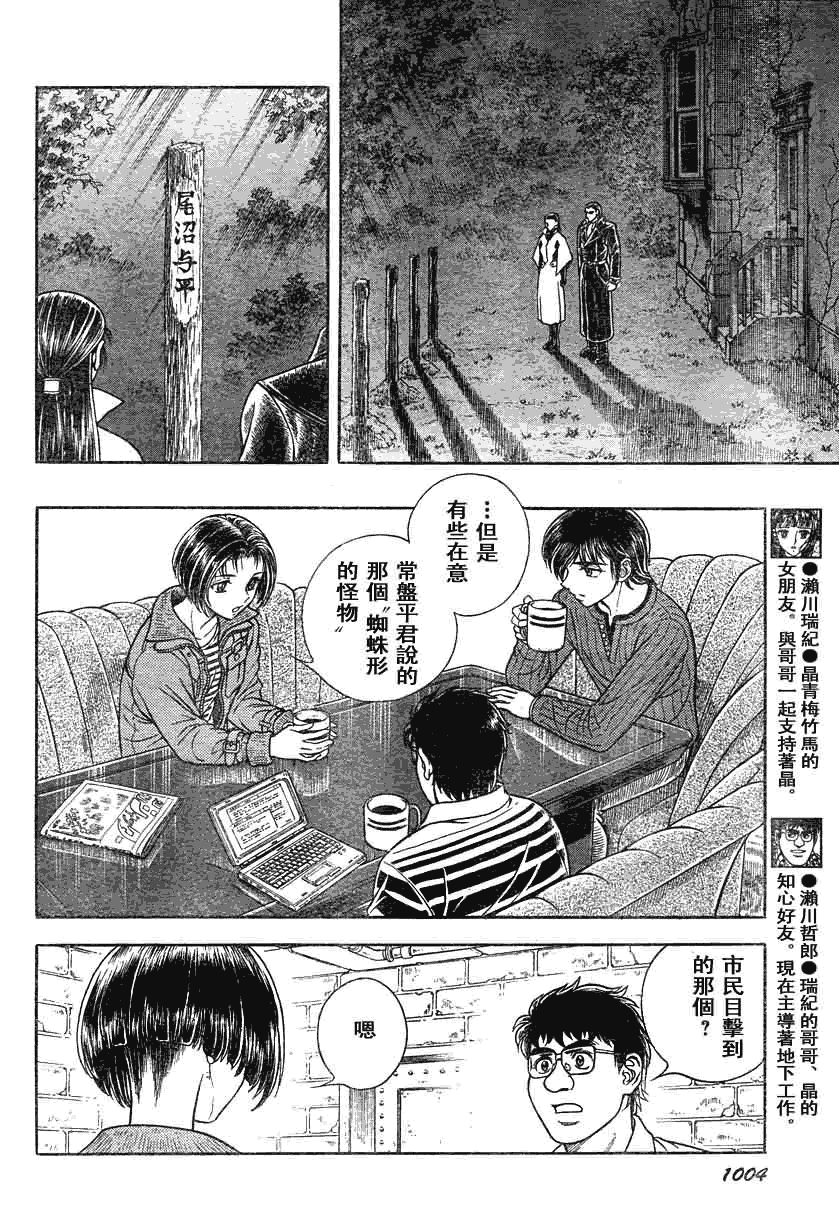 尾沼与平
…但是
有些在意
常盤平君說的
那個"蜘蛛形
的怪物"
●瀨川瑞紀●晶青梅竹馬的
女朋友。與哥哥一起支持著晶。
市民目擊到
的那個?
嗯
●瀨川哲郎●瑞紀的哥哥、晶的
知心好友。現在主導著地下工作。
1004